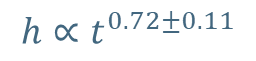 h ∝ t^{0.72±0.11}